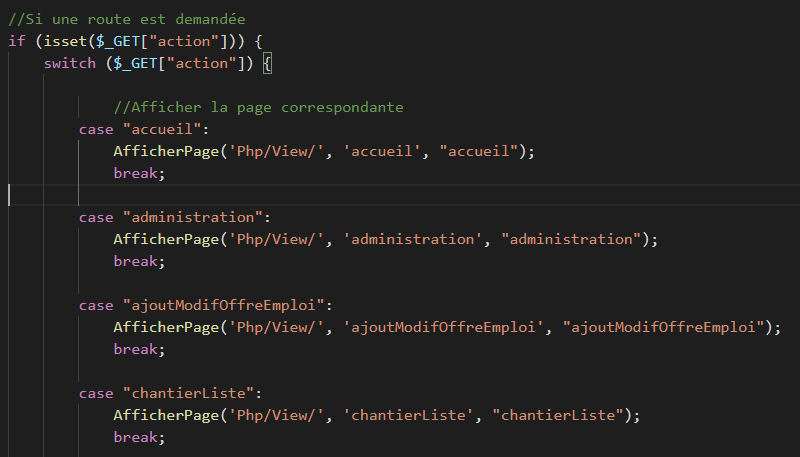 //Si une route est demandée
if (isset($_GET["action"])) {
switch ($_GET["action"]) {
//Afficher la page correspondante
case "accueil":
AfficherPage('Php/View/', 'accueil', "accueil");
break;
case "administration":
AfficherPage('Php/View/', 'administration', "administration");
break;
case "ajoutModifOffreEmploi":
AfficherPage('Php/View/', 'ajoutModifOffreEmploi', "ajoutModifOffreEmploi");
break;
case "chantierListe":
AfficherPage('Php/View/', 'chantierListe', "chantierListe");
break;